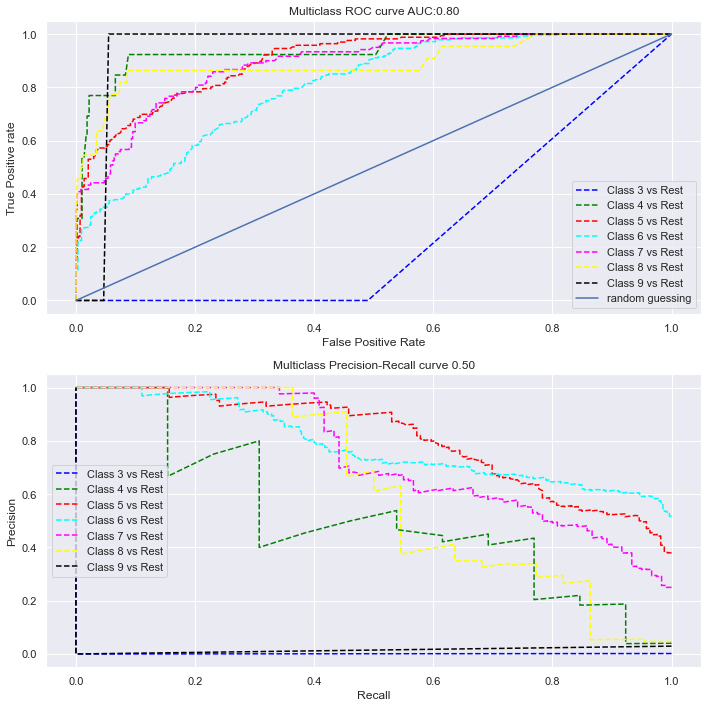 Multiclass ROC curve AUC:0.80
1.0
0.8
0.6
0.4
0.2
0.0
True Positive rate
Class 3 vs Rest
Class 4 vs Rest
Class 5 vs Rest
Class 6 vs Rest
Class 7 vs Rest
Class 8 vs Rest
Class 9 vs Rest
random guessing
0.0 0.2 0.4 0.6 0.8 1.0
False Positive Rate
Multiclass Precision-Recall curve 0.50
1.0
0.8
0.6
0.4
0.2
0.0
Precision
Class 3 vs Rest
Class 4 vs Rest
Class 5 vs Rest
Class 6 vs Rest
Class 7 vs Rest
Class 8 vs Rest
Class 9 vs Rest
0.0 0.2 0.4 0.6 0.8 1.0
Recall